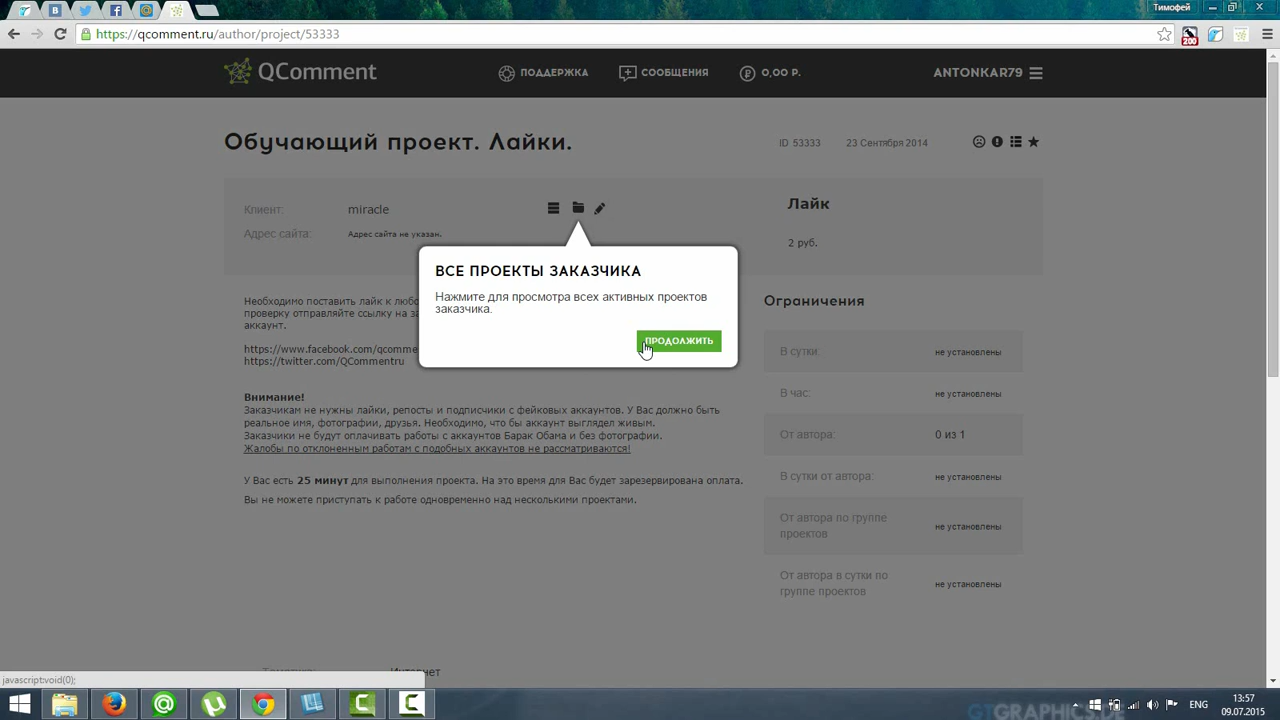 Тимофей
https://qcomment.ru/author/project/53333
200
QComment
ПОДДЕРЖКА
СООБЩЕНИЯ
0,00 Р.
ANTONKAR79
Обучающий проект. Лайки.
ID 53333
23 Сентября 2014
Клиент:
miracle
Адрес сайта:
Адрес сайта не указан.
Лайк
2 руб.
ВСЕ ПРОЕКТЫ ЗАКАЗЧИКА
Нажмите для просмотра всех активных проектов
заказчика.
ПРОДОЛЖИТЬ
Необходимо поставить лайк к любо
проверку отправляйте ссылку на за
аккаунт.
https://www.facebook.com/qcomme
https://twitter.com/QCommentru
Внимание!
Заказчикам не нужны лайки, репосты и подписчики с фейковых аккаунтов. У Вас должно быть
реальное имя, фотографии, друзья. Необходимо, что бы аккаунт выглядел живым.
Заказчики не будут оплачивать работы с аккаунтов Барак Обама и без фотографии.
Жалобы по отклоненным работам с подобных аккаунтов не рассматриваются!
У Вас есть 25 минут для выполнения проекта. На это время для Вас будет зарезервирована оплата.
Вы не можете приступать к работе одновременно над несколькими проектами.
Ограничения
В сутки:
не установлены
В час:
не установлены
От автора:
0 из 1
В сутки от автора:
не установлены
От автора по группе
проектов
не установлены
От автора в сутки по
группе проектов
не установлены
Интернет
javascript:void(0);
ENG
13:57
09.07.2015
GTGRAPHICS.DE